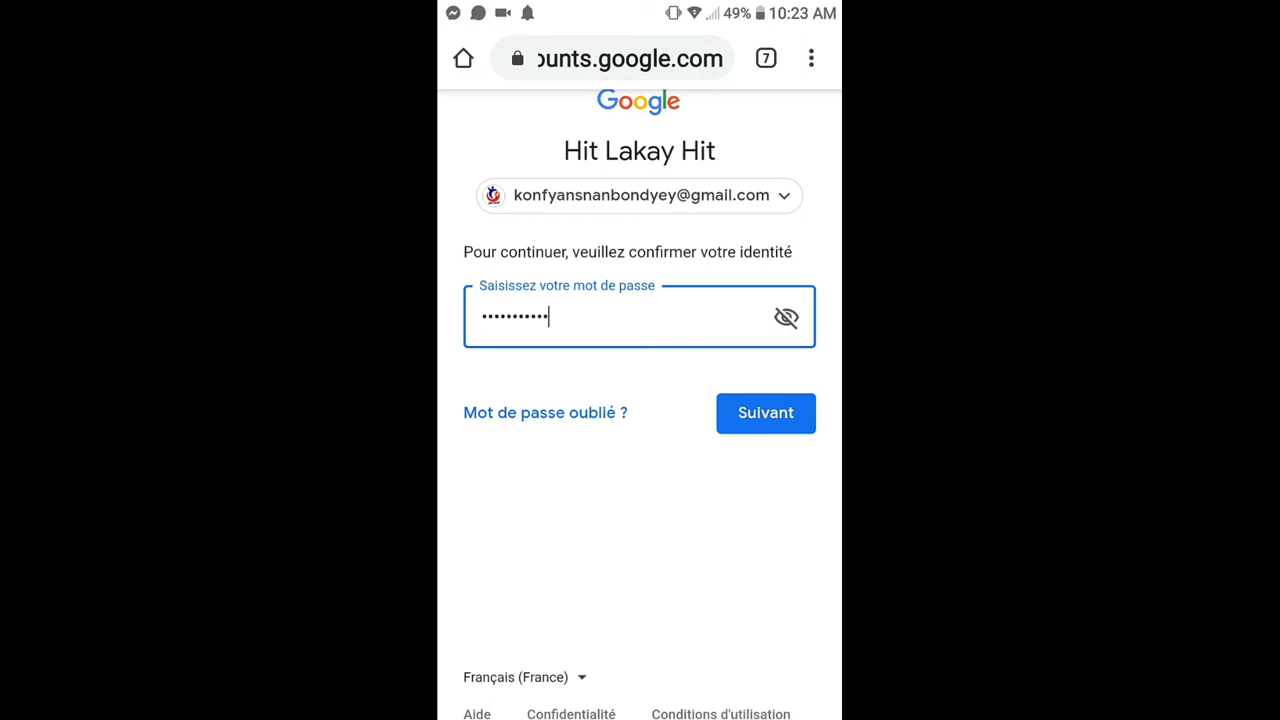 49% 10:23 AM
ounts.google.com 7
Google
Hit Lakay Hit
konfyansnanbondyey@gmail.com
Pour continuer, veuillez confirmer votre identité
Saisissez votre mot de passe
•••••••••••
Mot de passe oublié ?
Suivant
Français (France)
Aide Confidentialité Conditions d'utilisation